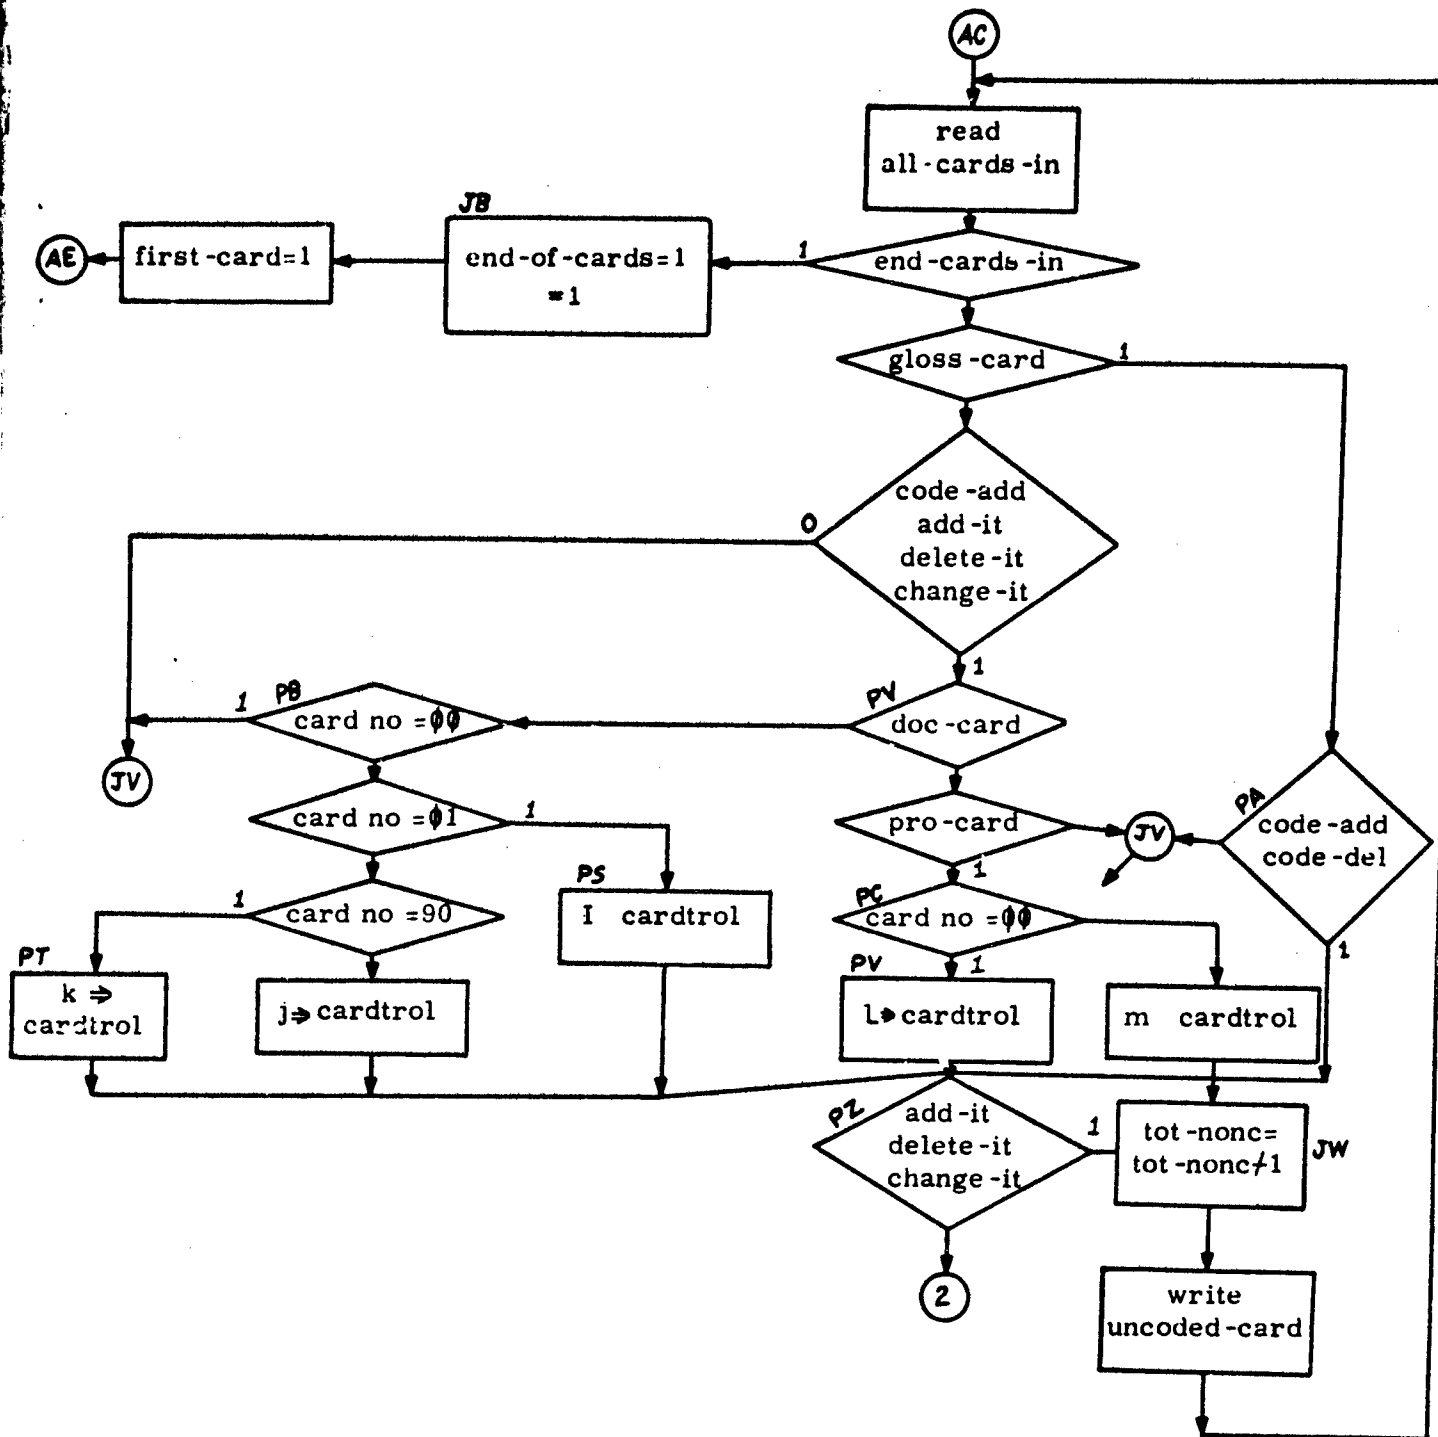 AC
read
all-cards-in
JB
AE
first-card=1
end-of-cards=1
=1
1
end-cards-in
gloss-card
1
code-add
add-it
delete-it
change-it
0
1
PB
1
card no =φφ
PV
doc-card
JV
card no =φ1
1
pro-card
JV
PA
code-add
code-del
1
1
card no =90
PS
I cardtrol
PC
card no =φφ
1
PT
k ⇒
cardtrol
j⇒cardtrol
PV
L⇒cardtrol
m cardtrol
1
PZ
add-it
delete-it
change-it
1
tot-nonc=
tot-nonc≠1
JW
2
write
uncoded-card